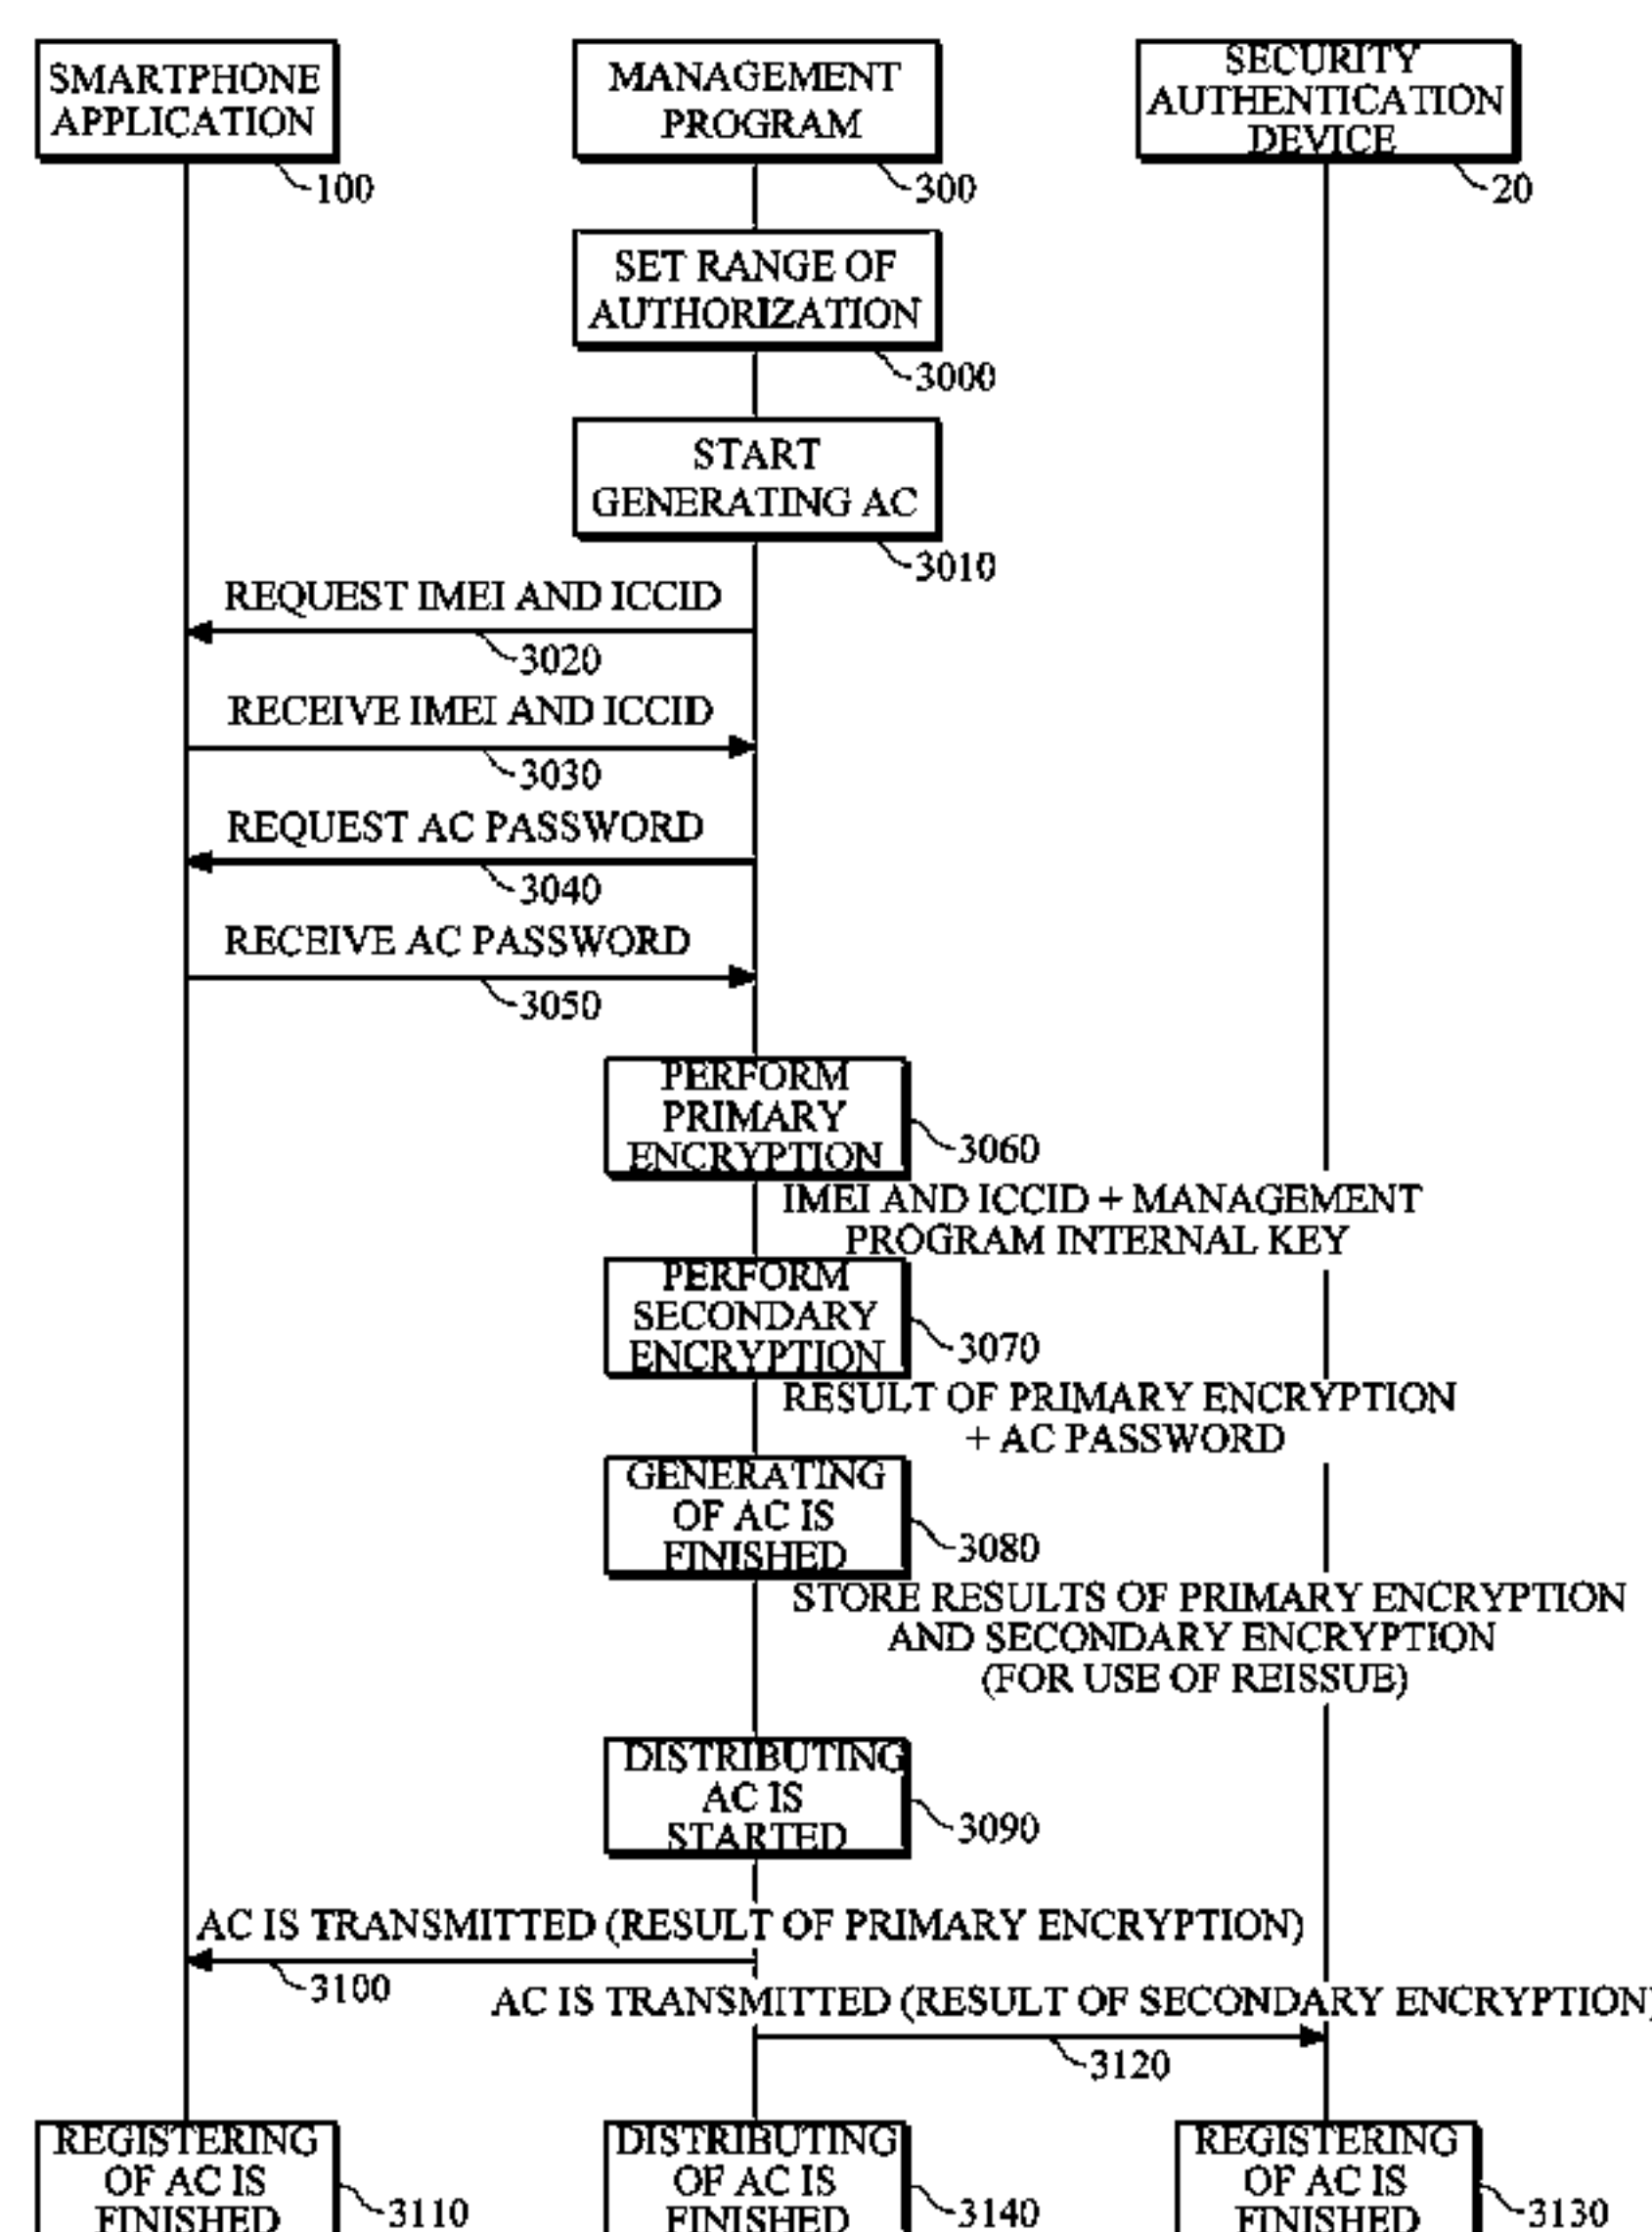 SMARTPHONE
APPLICATION
100
MANAGEMENT
PROGRAM
300
SECURITY
AUTHENTICATION
DEVICE
20
SET RANGE OF
AUTHORIZATION
3000
START
GENERATING AC
3010
REQUEST IMEI AND ICCID
3020
RECEIVE IMEI AND ICCID
3030
REQUEST AC PASSWORD
3040
RECEIVE AC PASSWORD
3050
PERFORM
PRIMARY
ENCRYPTION
3060
IMEI AND ICCID + MANAGEMENT
PROGRAM INTERNAL KEY
PERFORM
SECONDARY
ENCRYPTION
3070
RESULT OF PRIMARY ENCRYPTION
+ AC PASSWORD
GENERATING
OF AC IS
FINISHED
3080
STORE RESULTS OF PRIMARY ENCRYPTION
AND SECONDARY ENCRYPTION
(FOR USE OF REISSUE)
DISTRIBUTING
AC IS
STARTED
3090
AC IS TRANSMITTED (RESULT OF PRIMARY ENCRYPTION)
3100
AC IS TRANSMITTED (RESULT OF SECONDARY ENCRYPTION)
3120
REGISTERING
OF AC IS
FINISHED
3110
DISTRIBUTING
OF AC IS
FINISHED
3140
REGISTERING
OF AC IS
FINISHED
3130